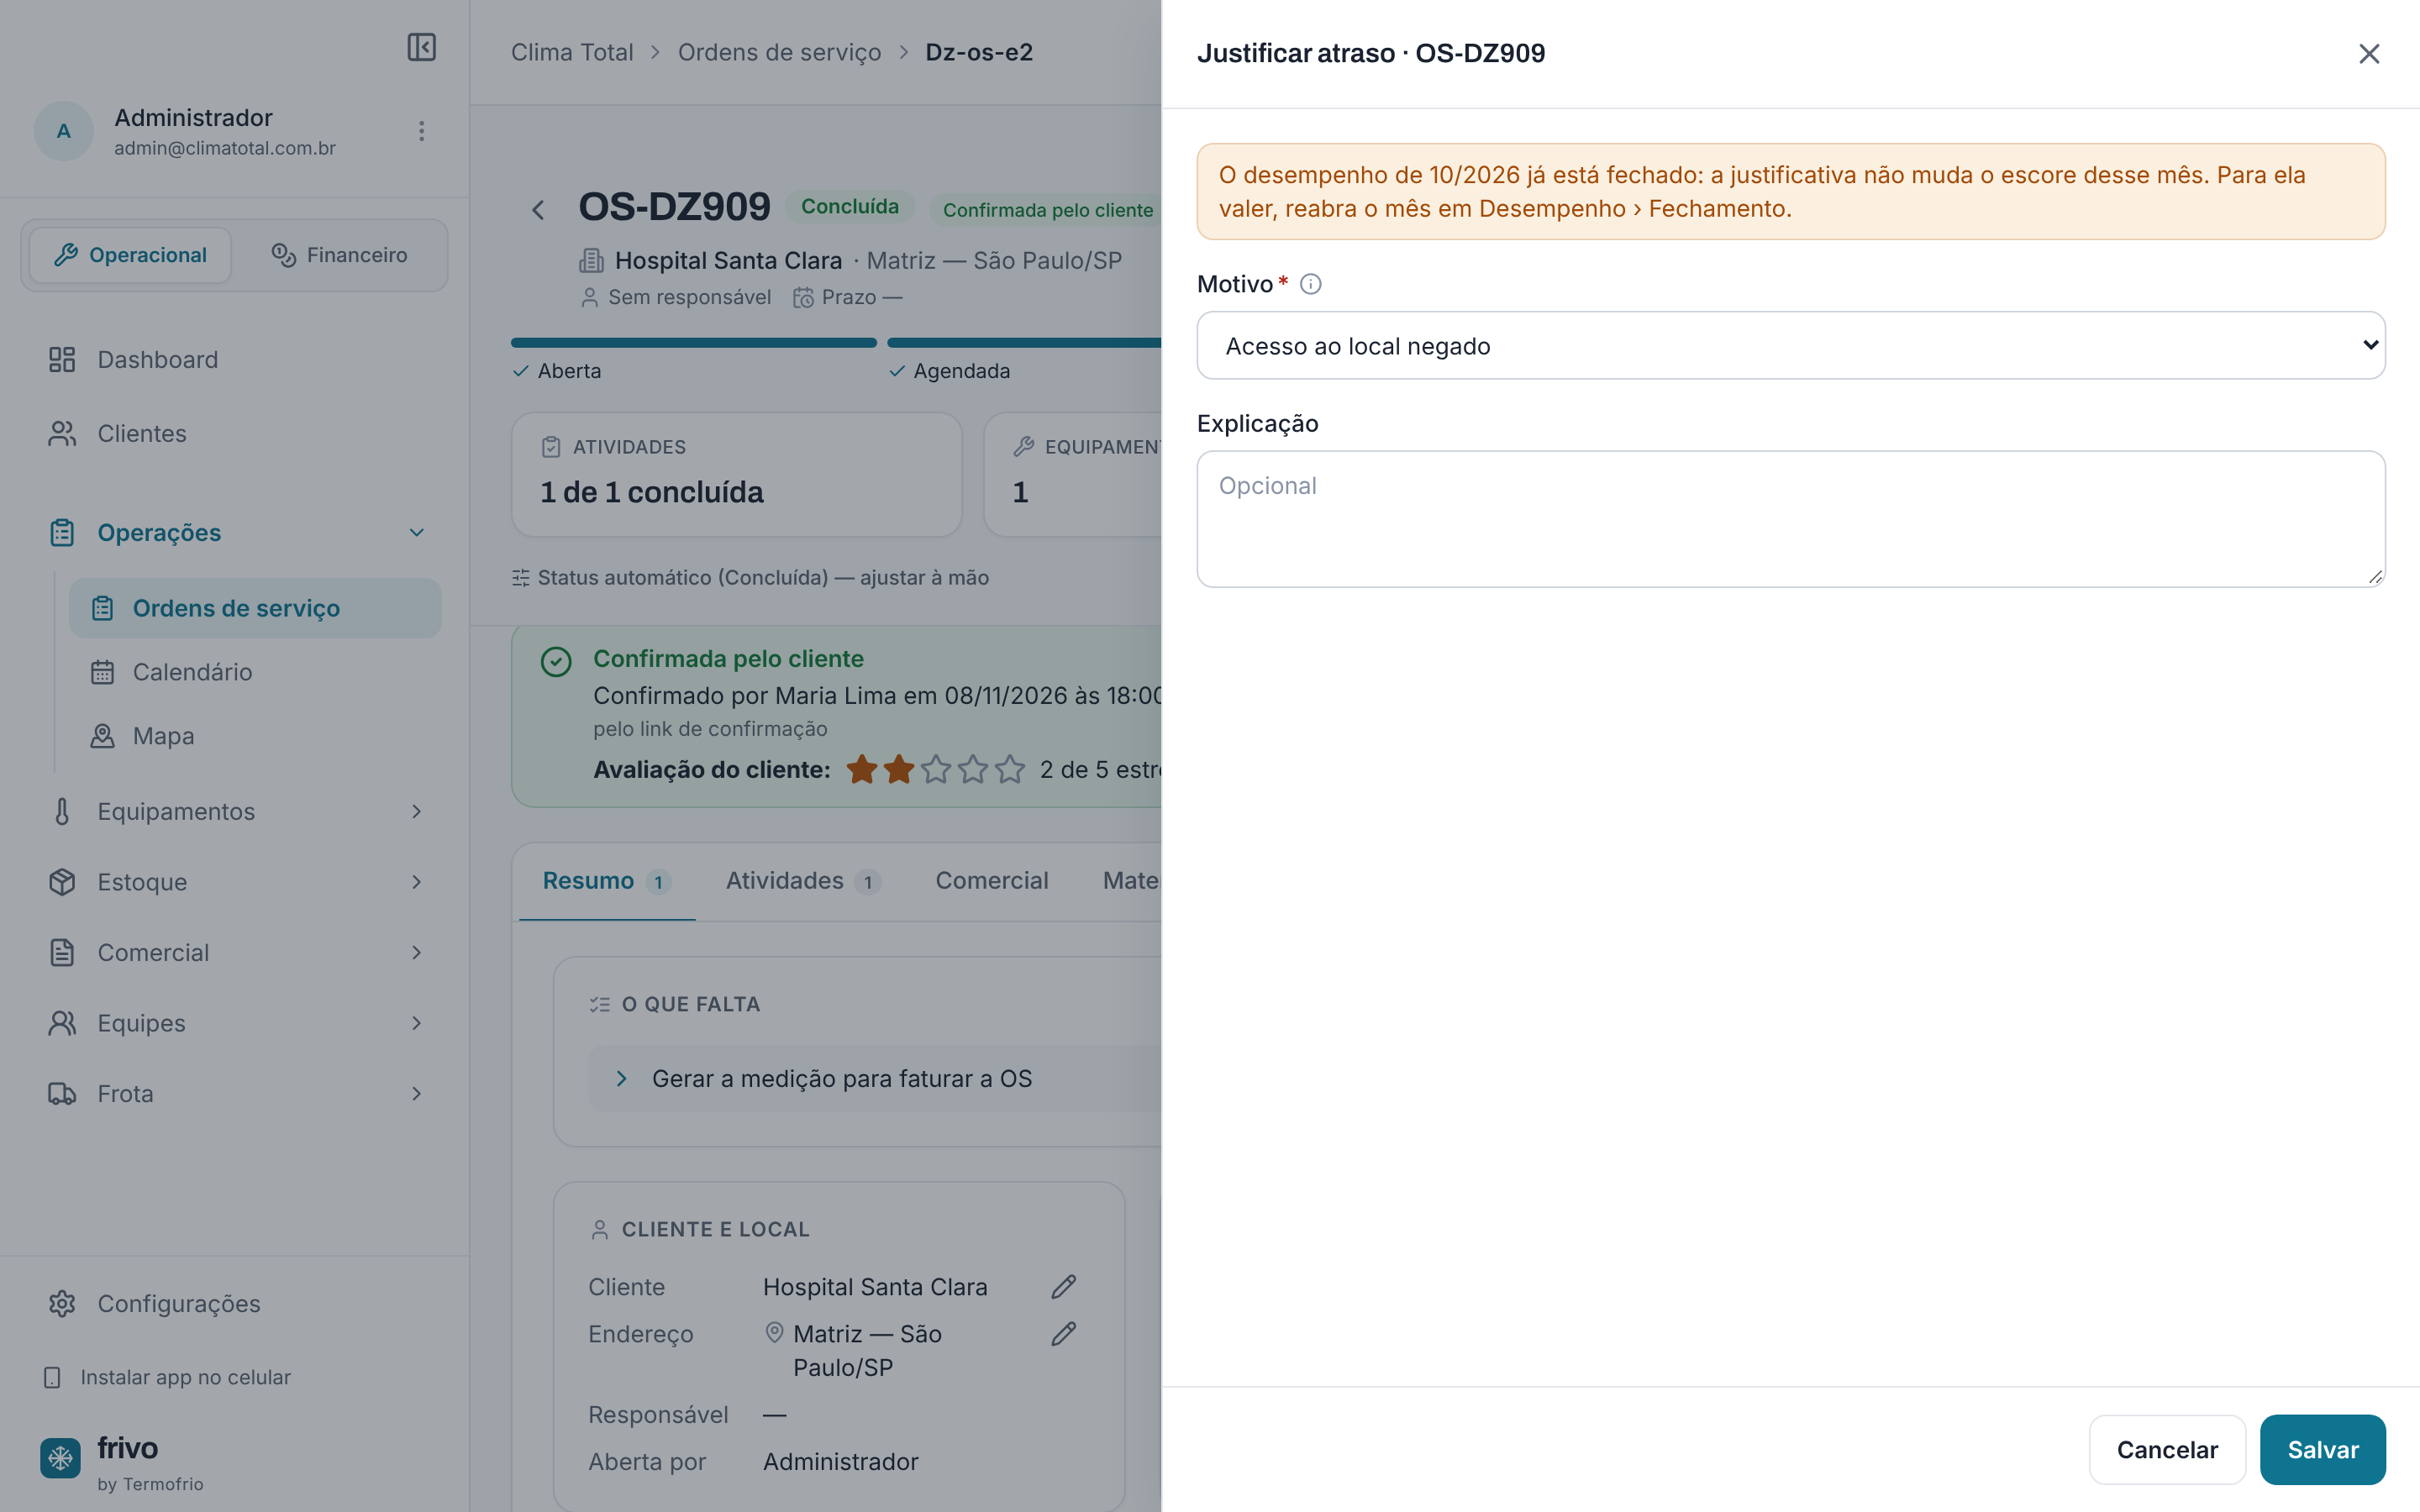 A
Administrador
admin@climatotal.com.br
Operacional
Financeiro
Dashboard
Clientes
Operações
Ordens de serviço
Calendário
Mapa
Equipamentos
Estoque
Comercial
Equipes
Frota
Configurações
Instalar app no celular
frivo
by Termofrio
Clima Total > Ordens de serviço > Dz-os-e2
OS-DZ909 Concluída Confirmada pelo cliente
Hospital Santa Clara · Matriz — São Paulo/SP
Sem responsável Prazo —
Aberta Agendada
ATIVIDADES
1 de 1 concluída
EQUIPAMEN
1
Status automático (Concluída) — ajustar à mão
Confirmada pelo cliente
Confirmado por Maria Lima em 08/11/2026 às 18:00
pelo link de confirmação
Avaliação do cliente: 2 de 5 estre
Resumo 1 Atividades 1 Comercial Mate
O QUE FALTA
Gerar a medição para faturar a OS
CLIENTE E LOCAL
Cliente Hospital Santa Clara
Endereço Matriz — São
Paulo/SP
Responsável —
Aberta por Administrador
Justificar atraso · OS-DZ909
O desempenho de 10/2026 já está fechado: a justificativa não muda o escore desse mês. Para ela
valer, reabra o mês em Desempenho › Fechamento.
Motivo *
Acesso ao local negado
Explicação
Opcional
Cancelar
Salvar